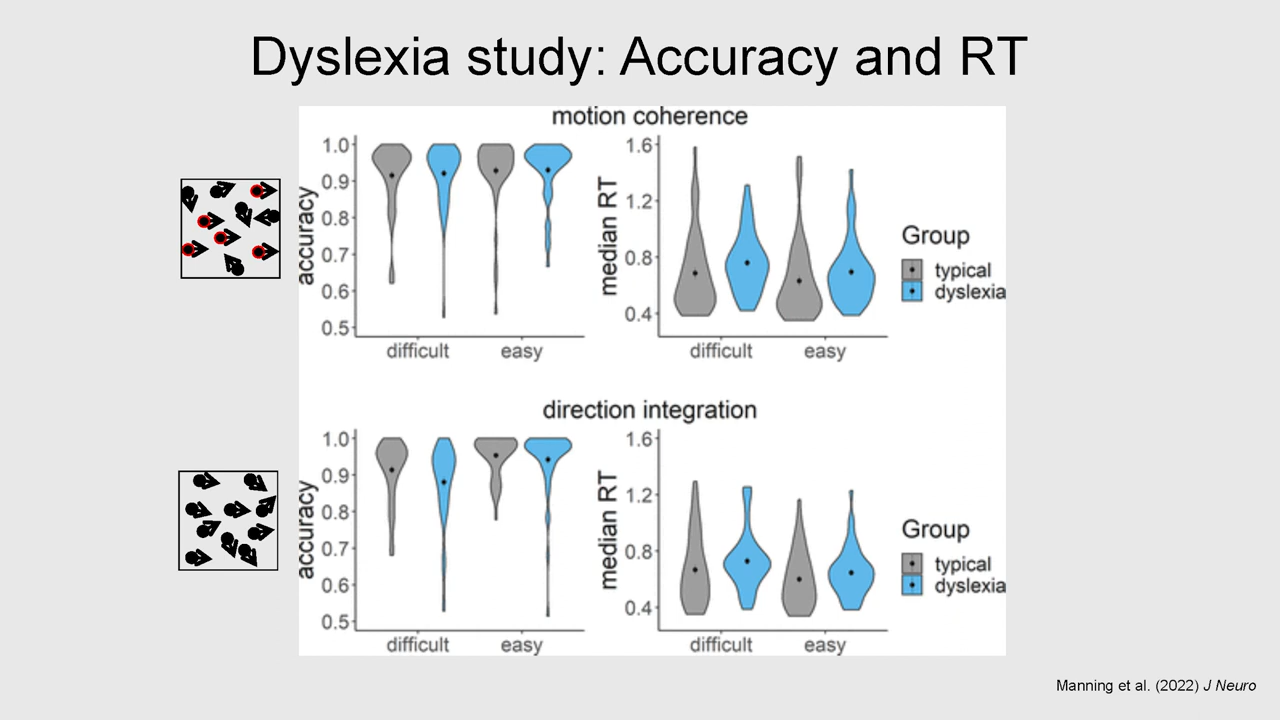 Dyslexia study: Accuracy and RT
motion coherence
accuracy
1.0
0.9
0.8
0.7
0.6
0.5
difficult
easy
median RT
1.6
1.2
0.8
0.4
difficult
easy
Group
typical
dyslexia
direction integration
accuracy
1.0
0.9
0.8
0.7
0.6
0.5
difficult
easy
median RT
1.6
1.2
0.8
0.4
difficult
easy
Group
typical
dyslexia
Manning et al. (2022) J Neuro